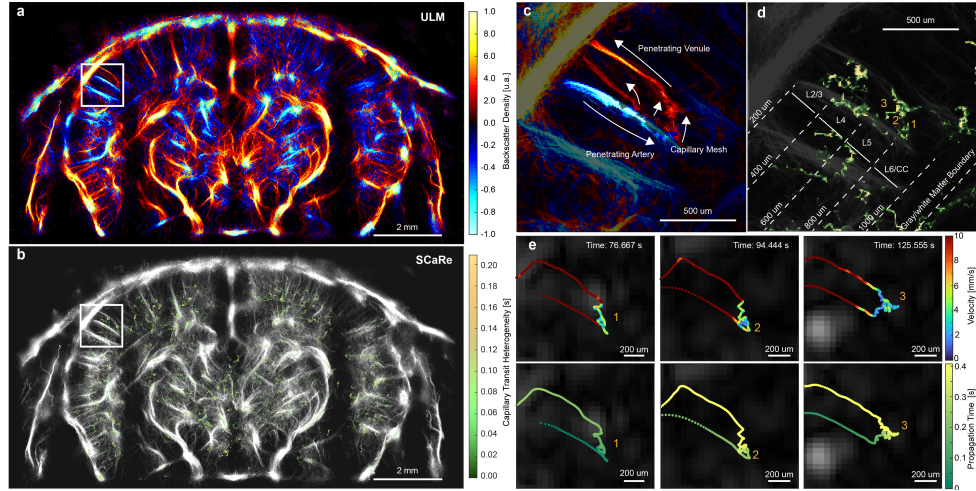 a
ULM
2 mm
1.0
8.0
6.0
4.0
2.0
0.0
-0.2
-0.4
-0.6
-0.8
-1.0
Backscatter Density [u.a.]
b
SCaRe
2 mm
0.20
0.18
0.16
0.14
0.12
0.10
0.08
0.06
0.04
0.02
0.00
Capillary Transit Heterogeneity [s]
c
Penetrating Venule
Penetrating Artery
Capillary Mesh
500 um
d
500 um
L2/3
L4
L5
L6/CC
3
2
1
200 um
400 um
600 um
800 um
1000 um
Gray/white Matter Boundary
e
Time: 76.667 s
1
200 um
Time: 94.444 s
2
200 um
Time: 125.555 s
3
200 um
10
8
6
4
2
0
Velocity [mm/s]
1
200 um
2
200 um
3
200 um
0.4
0.3
0.2
0.1
0
Propagation Time [s]